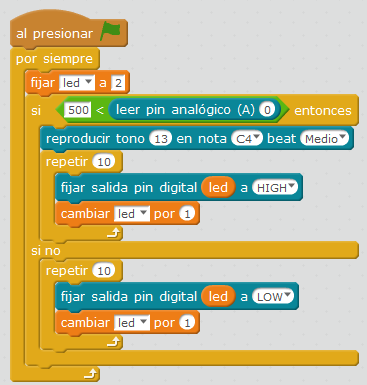 al presionar
por siempre
fijar led a 2
si 500 < leer pin analógico (A) 0 entonces
reproducir tono 13 en nota C4 beat Medio
repetir 10
fijar salida pin digital led a HIGH
cambiar led por 1
si no
repetir 10
fijar salida pin digital led a LOW
cambiar led por 1